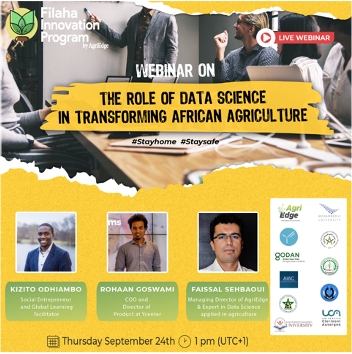 Filaha
Innovation
Program
by AgriEdge
LIVE WEBINAR
WEBINAR ON
THE ROLE OF DATA SCIENCE
IN TRANSFORMING AFRICAN AGRICULTURE
#Stayhome #Staysafe
KIZITO ODHIAMBO
Social Entrepreneur
and Global Learning
facilitator
ROHAAN GOSWAMI
COO and
Director of
Product at
FAISSAL SEHBAOUI
Managing Director of AgriEdge
& Expert in Data Science
applied in agriculture
Agri
Edge
GODAN
UCM
Thursday September 24th
1 pm (UTC+1)